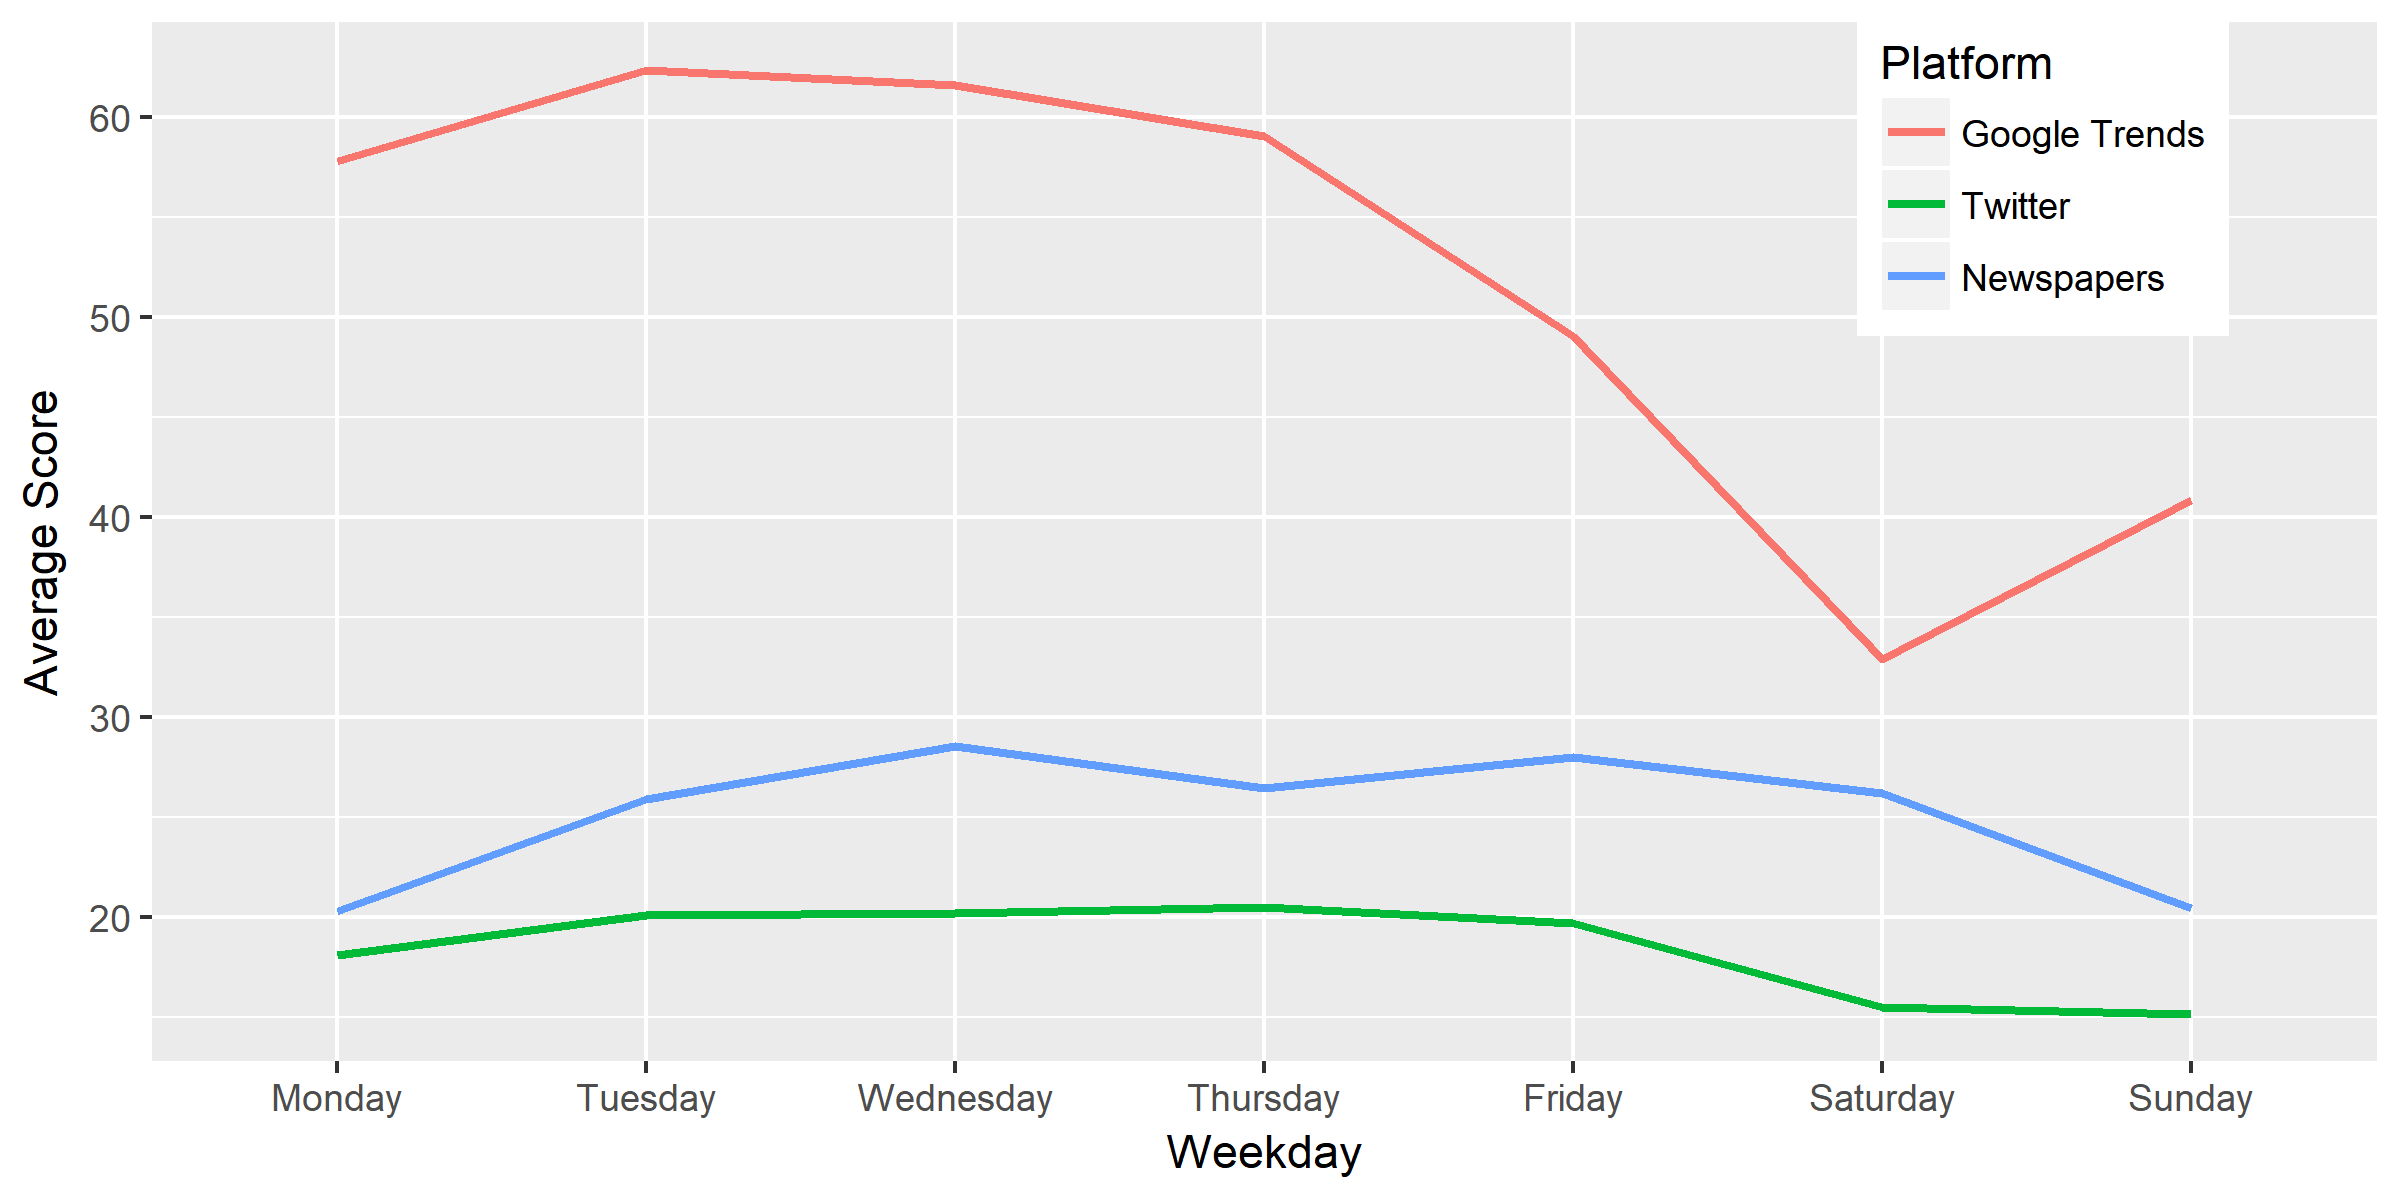 Platform
Google Trends
Twitter
Newspapers
60
50
40
30
20
Average Score
Monday Tuesday Wednesday Thursday Friday Saturday Sunday
Weekday